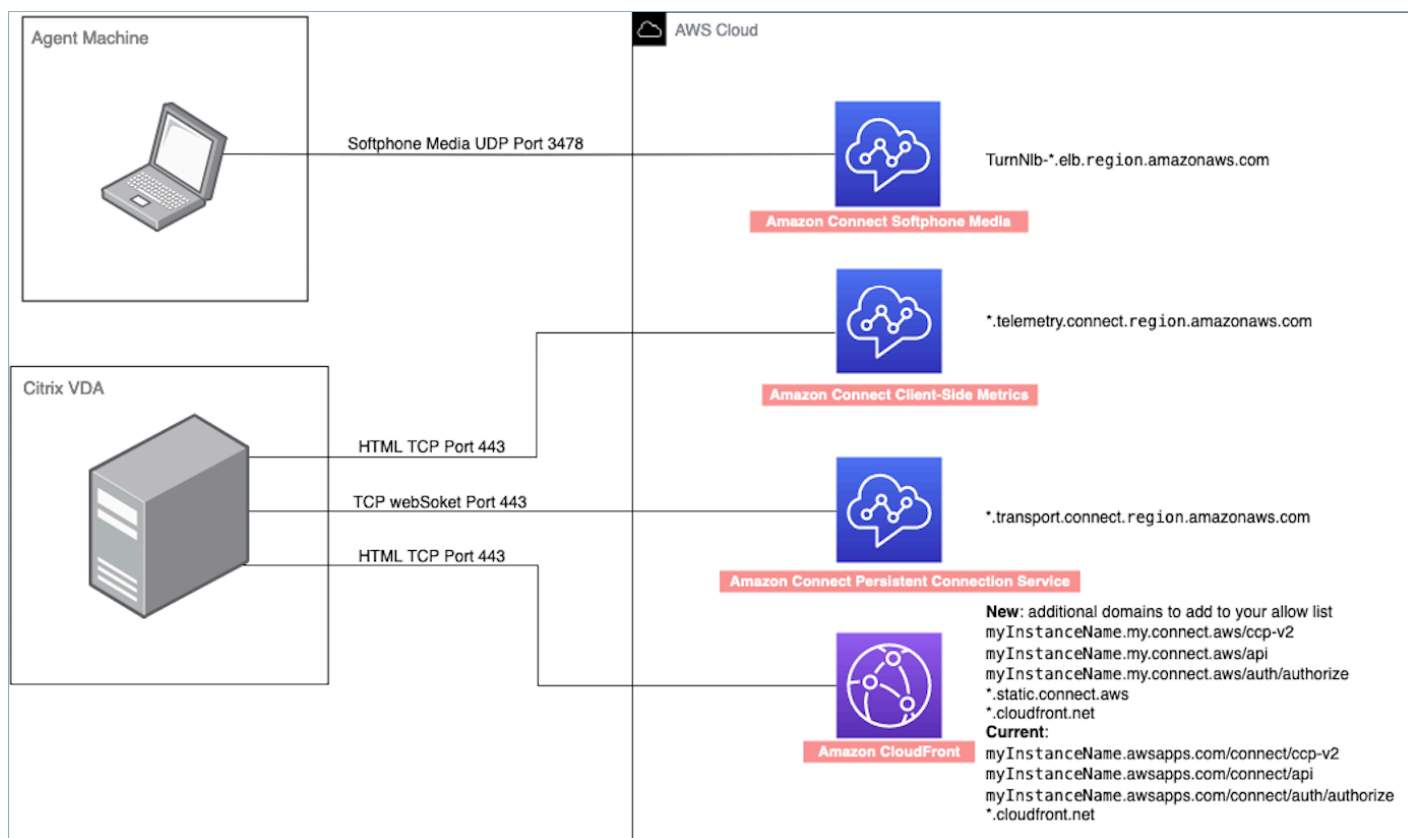 Agent Machine
AWS Cloud
Softphone Media UDP Port 3478
TurnNlb-*.elb.region.amazonaws.com
Amazon Connect Softphone Media
*.telemetry.connect.region.amazonaws.com
Amazon Connect Client-Side Metrics
Citrix VDA
HTML TCP Port 443
TCP webSoket Port 443
HTML TCP Port 443
*.transport.connect.region.amazonaws.com
Amazon Connect Persistent Connection Service
New: additional domains to add to your allow list
myInstanceName.my.connect.aws/ccp-v2
myInstanceName.my.connect.aws/api
myInstanceName.my.connect.aws/auth/authorize
*.static.connect.aws
*.cloudfront.net
Current:
myInstanceName.awsapps.com/connect/ccp-v2
myInstanceName.awsapps.com/connect/api
myInstanceName.awsapps.com/connect/auth/authorize
*.cloudfront.net
Amazon CloudFront